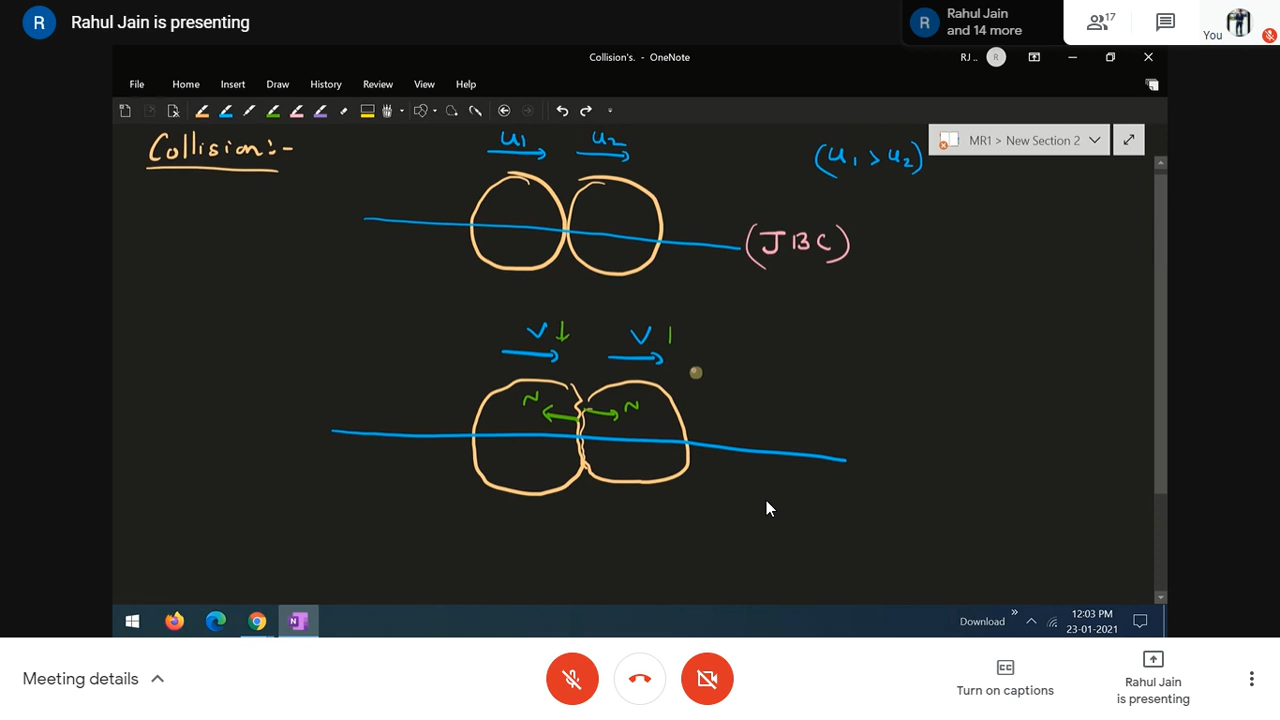 R Rahul Jain is presenting
R Rahul Jain and 14 more
17
You
Collision's. - OneNote
RJ .. R
File Home Insert Draw History Review View Help
MR1 > New Section 2
Collision :-
u1 u2
(u1 > u2)
(JBC)
V↓ V
N N
Download
12:03 PM
23-01-2021
Meeting details
Turn on captions
Rahul Jain
is presenting